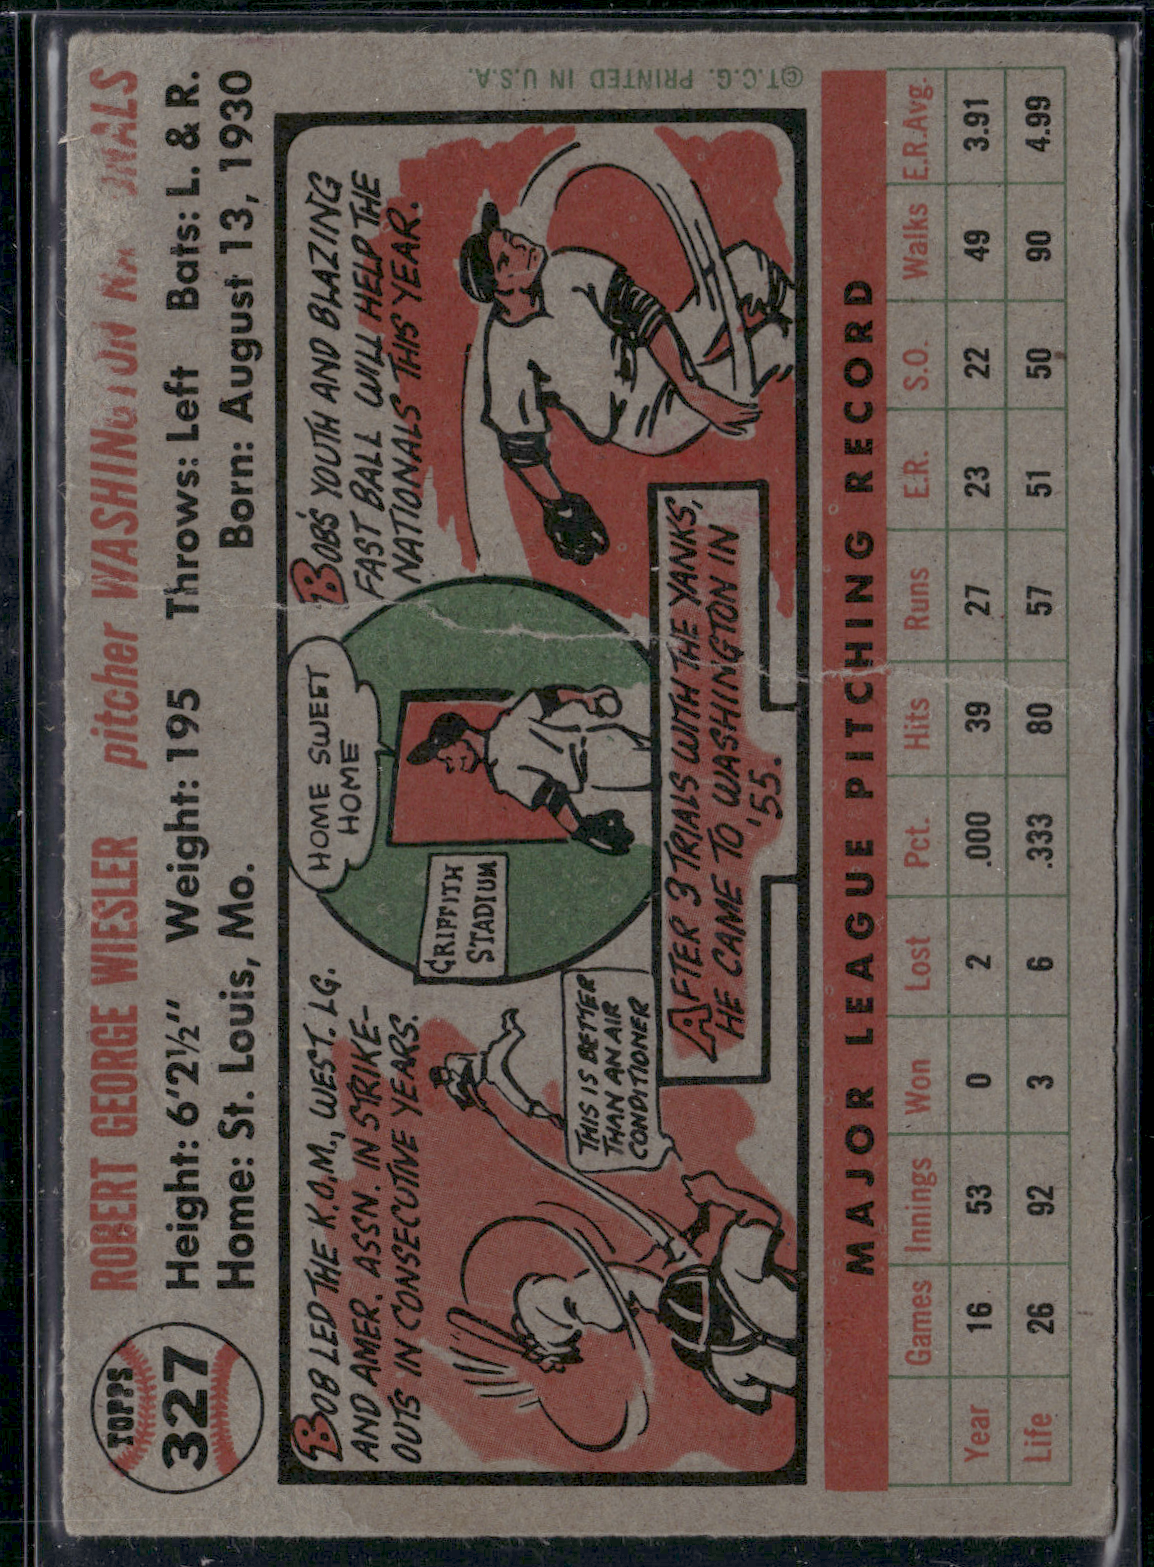 TOPPS
327
ROBERT GEORGE WIESLER pitcher WASHINGTON
Height: 6'2½" Weight: 195 Throws: Left Bats: L. & R.
Home: St. Louis, Mo. Born: August 13, 1930
BOB LED THE K.O.M., WEST. LG.
AND AMER. ASSN. IN STRIKE-
OUTS IN CONSECUTIVE YEARS.
THIS IS BETTER
THAN AN AIR
CONDITIONER
HOME SWEET
HOME
GRIFFITH
STADIUM
AFTER 3 TRIALS WITH THE YANKS,
HE CAME TO WASHINGTON IN
'55.
BOB'S YOUTH AND BLAZING
FAST BALL WILL HELP THE
NATIONALS THIS YEAR.
©T.C.G. PRINTED IN U.S.A
MAJOR LEAGUE PITCHING RECORD
Games Innings Won Lost Pct. Hits Runs E.R. S.O. Walks E.R.Avg.
Year 16 53 0 2 .000 39 27 23 22 49 3.91
Life 26 92 3 6 .333 80 57 51 50 90 4.99